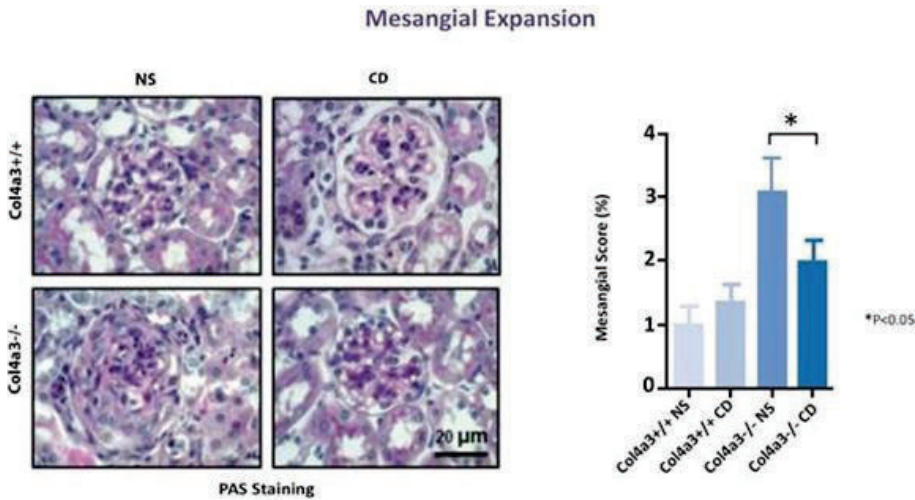 Mesangial Expansion
NS
CD
Col4a3+/+
Col4a3-/-
20 μm
PAS Staining
Mesangial Score (%)
4
3
2
1
0
*
Col4a3+/+ NS
Col4a3+/+ CD
Col4a3-/- NS
Col4a3-/- CD
*P<0.05